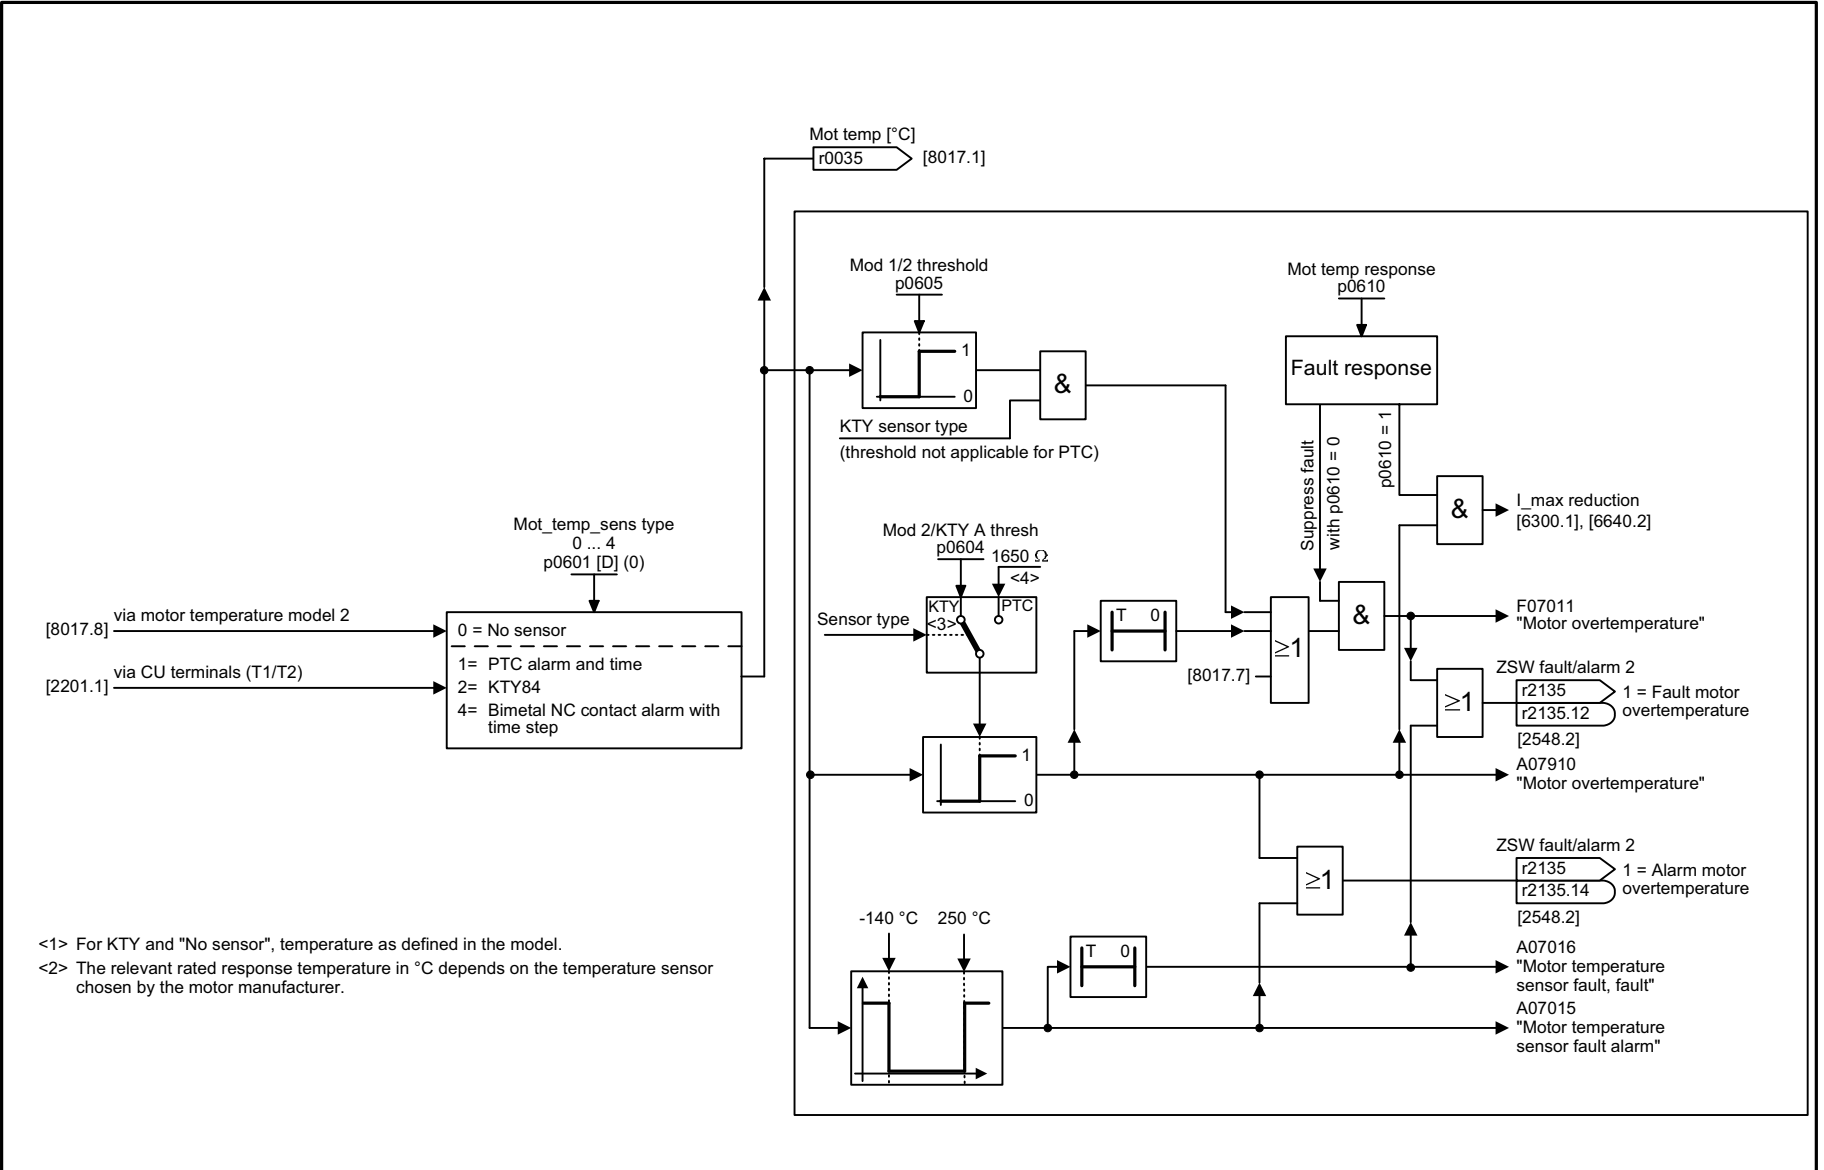 Mot temp [°C]
r0035
[8017.1]
Mod 1/2 threshold
p0605
1
0
&
KTY sensor type
(threshold not applicable for PTC)
Mot temp response
p0610
Fault response
Suppress fault
with p0610 = 0
p0610 = 1
&
I_max reduction
[6300.1], [6640.2]
Mot_temp_sens type
0 ... 4
p0601 [D] (0)
[8017.8]
via motor temperature model 2
[2201.1]
via CU terminals (T1/T2)
0 = No sensor
1= PTC alarm and time
2= KTY84
4= Bimetal NC contact alarm with
time step
Mod 2/KTY A thresh
p0604
1650 Ω
<4>
Sensor type
KTY
<3>
PTC
T 0
≥1
[8017.7]
&
F07011
"Motor overtemperature"
≥1
ZSW fault/alarm 2
r2135
r2135.12
1 = Fault motor
overtemperature
[2548.2]
1
0
A07910
"Motor overtemperature"
≥1
ZSW fault/alarm 2
r2135
r2135.14
1 = Alarm motor
overtemperature
[2548.2]
-140 °C
250 °C
T 0
A07016
"Motor temperature
sensor fault, fault"
A07015
"Motor temperature
sensor fault alarm"
<1> For KTY and "No sensor", temperature as defined in the model.
<2> The relevant rated response temperature in °C depends on the temperature sensor
chosen by the motor manufacturer.